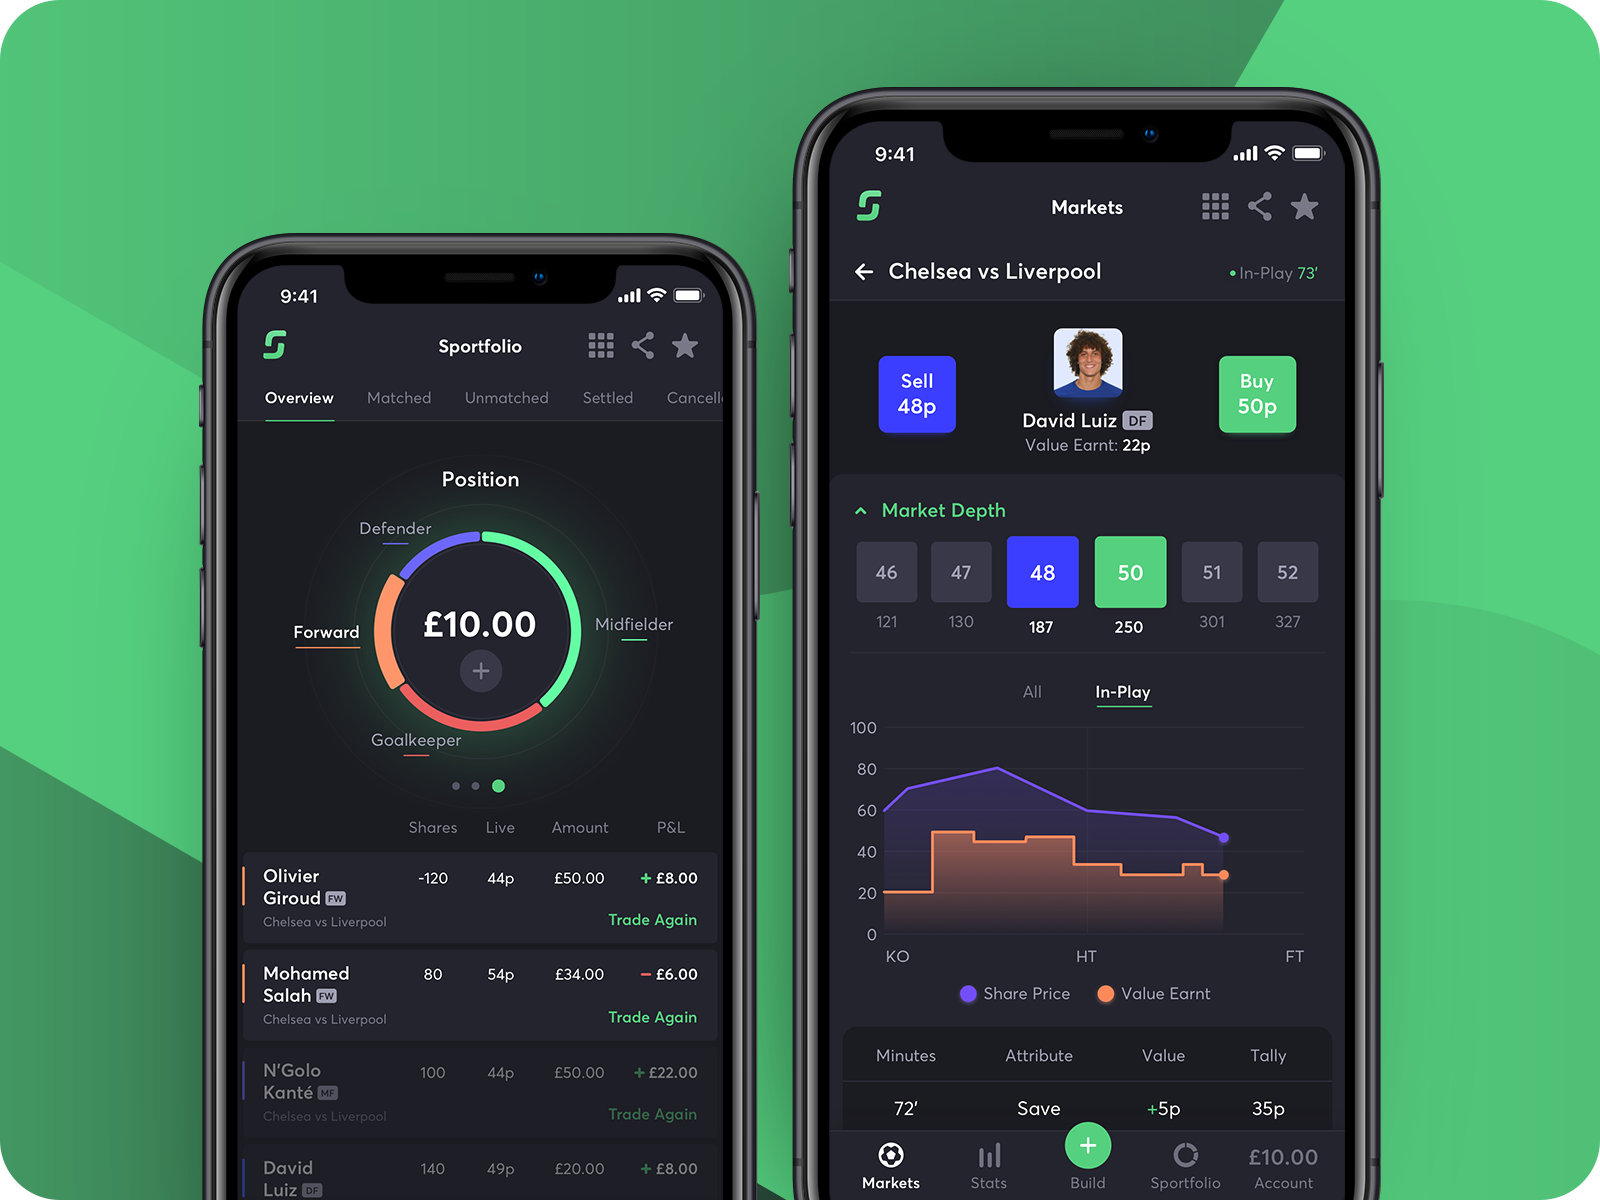 9:41
Sportfolio
Overview Matched Unmatched Settled Cancell
Position
Defender
£10.00
Midfielder
Forward
Goalkeeper
Shares Live Amount P&L
Olivier
Giroud FW
-120 44p £50.00 + £8.00
Chelsea vs Liverpool
Trade Again
Mohamed
Salah FW
80 54p £34.00 − £6.00
Chelsea vs Liverpool
Trade Again
N'Golo
Kanté MF
100 44p £50.00 + £22.00
Chelsea vs Liverpool
Trade Again
David
Luiz DF
140 49p £20.00 + £8.00
9:41
Markets
Chelsea vs Liverpool
In-Play 73'
Sell
48p
Buy
50p
David Luiz DF
Value Earnt: 22p
Market Depth
46 47 48 50 51 52
121 130 187 250 301 327
All In-Play
100
80
60
40
20
0
KO HT FT
Share Price Value Earnt
Minutes Attribute Value Tally
72' Save +5p 35p
£10.00
Markets Stats Build Sportfolio Account